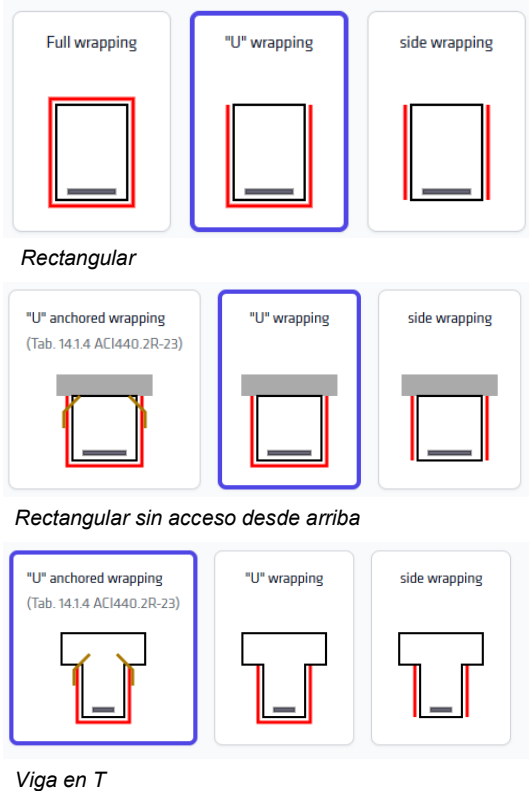 Full wrapping
"U" wrapping
side wrapping
Rectangular
"U" anchored wrapping
(Tab. 14.1.4 ACI440.2R-23)
"U" wrapping
side wrapping
Rectangular sin acceso desde arriba
"U" anchored wrapping
(Tab. 14.1.4 ACI440.2R-23)
"U" wrapping
side wrapping
Viga en T